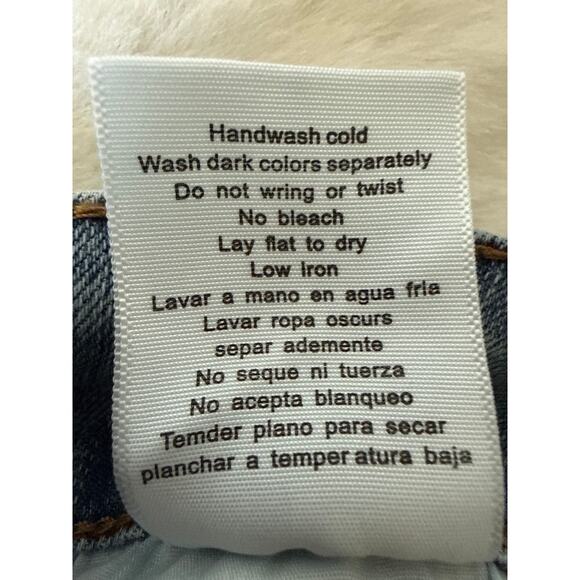 Handwash cold
Wash dark colors separately
Do not wring or twist
No bleach
Lay flat to dry
Low iron
Lavar a mano en agua fria
Lavar ropa oscurs
separ ademente
No seque ni tuerza
No acepta blanqueo
Temder plano para secar
planchar a temper atura baja